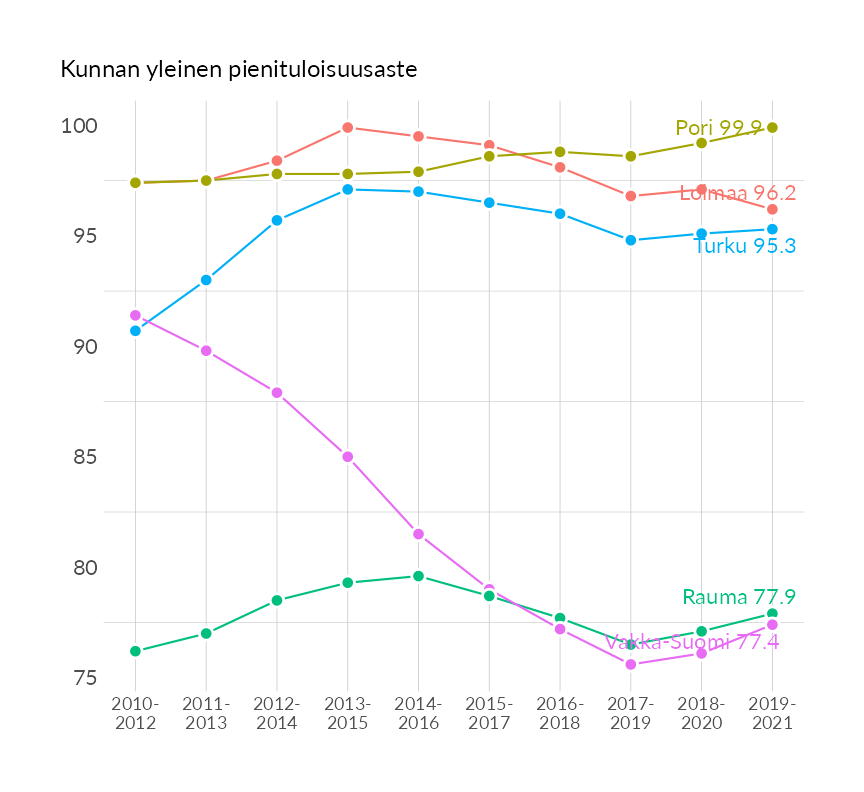 Kunnan yleinen pienituloisuusaste
100
95
90
85
80
75
Pori 99.9
Loimaa 96.2
Turku 95.3
Rauma 77.9
Vakka-Suomi 77.4
2010- 2011- 2012- 2013- 2014- 2015- 2016- 2017- 2018- 2019-
2012 2013 2014 2015 2016 2017 2018 2019 2020 2021